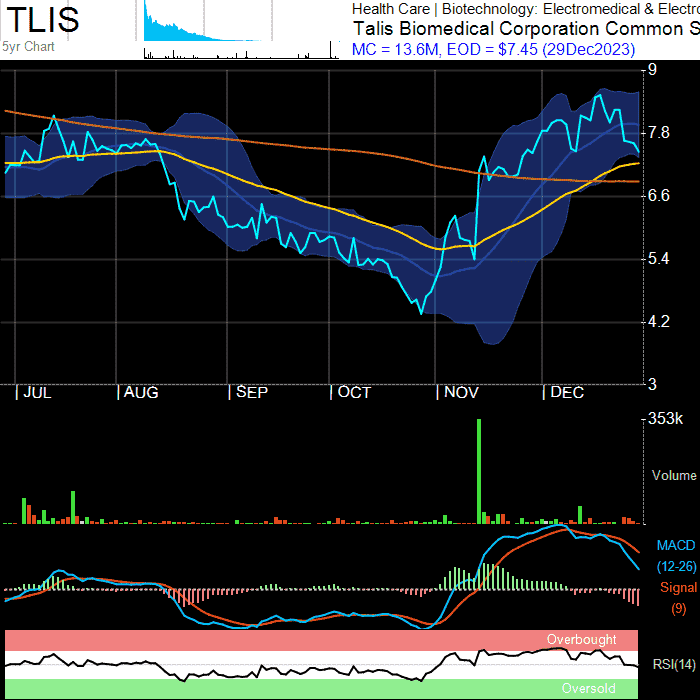 TLIS
5yr Chart
Health Care | Biotechnology: Electromedical & Electro
Talis Biomedical Corporation Common S
MC = 13.6M, EOD = $7.45 (29Dec2023)
9
7.8
6.6
5.4
4.2
3
|JUL |AUG |SEP |OCT |NOV |DEC
353k
Volume
MACD
(12-26)
Signal
(9)
Overbought
RSI(14)
Oversold